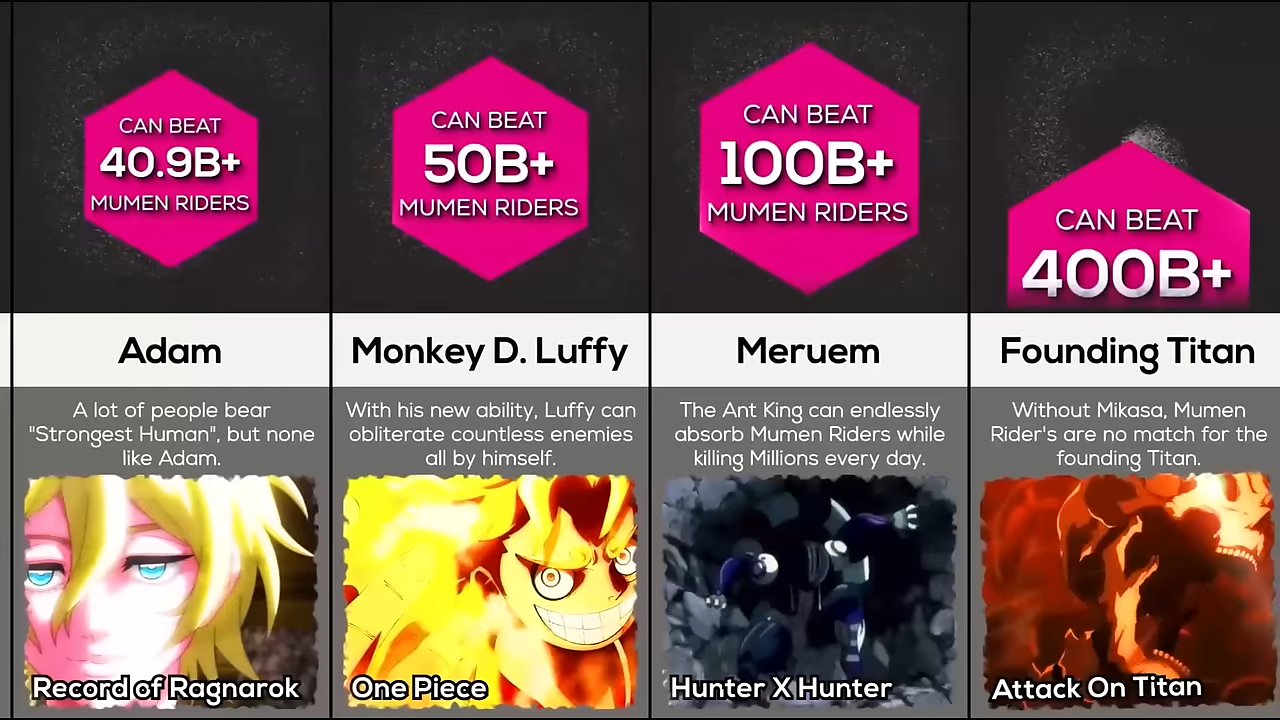 CAN BEAT
40.9B+
MUMEN RIDERS
Adam
A lot of people bear
"Strongest Human", but none
like Adam.
Record of Ragnarok
CAN BEAT
50B+
MUMEN RIDERS
Monkey D. Luffy
With his new ability, Luffy can
obliterate countless enemies
all by himself.
One Piece
CAN BEAT
100B+
MUMEN RIDERS
Meruem
The Ant King can endlessly
absorb Mumen Riders while
killing Millions every day.
Hunter X Hunter
CAN BEAT
400B+
Founding Titan
Without Mikasa, Mumen
Rider's are no match for the
founding Titan.
Attack On Titan